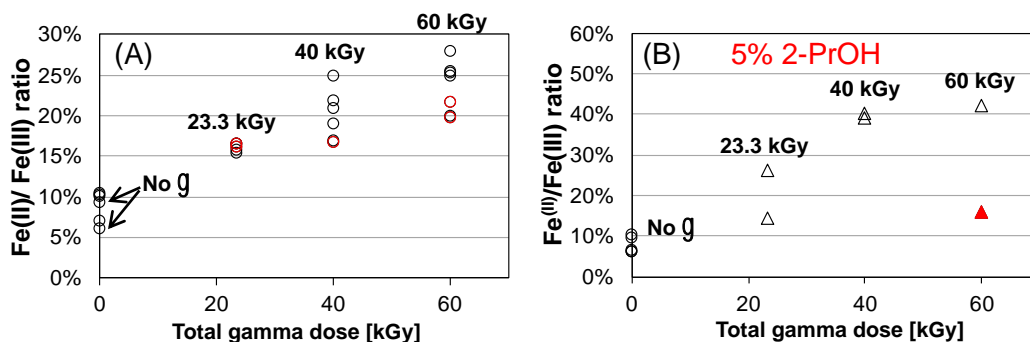 (A)
60 kGy
40 kGy
23.3 kGy
No g
Fe(II)/ Fe(III) ratio
30%
25%
20%
15%
10%
5%
0%
0
20
40
60
Total gamma dose [kGy]
(B)
5% 2-PrOH
60 kGy
40 kGy
23.3 kGy
No g
Fe(II)/Fe(III) ratio
60%
50%
40%
30%
20%
10%
0%
0
20
40
60
Total gamma dose [kGy]